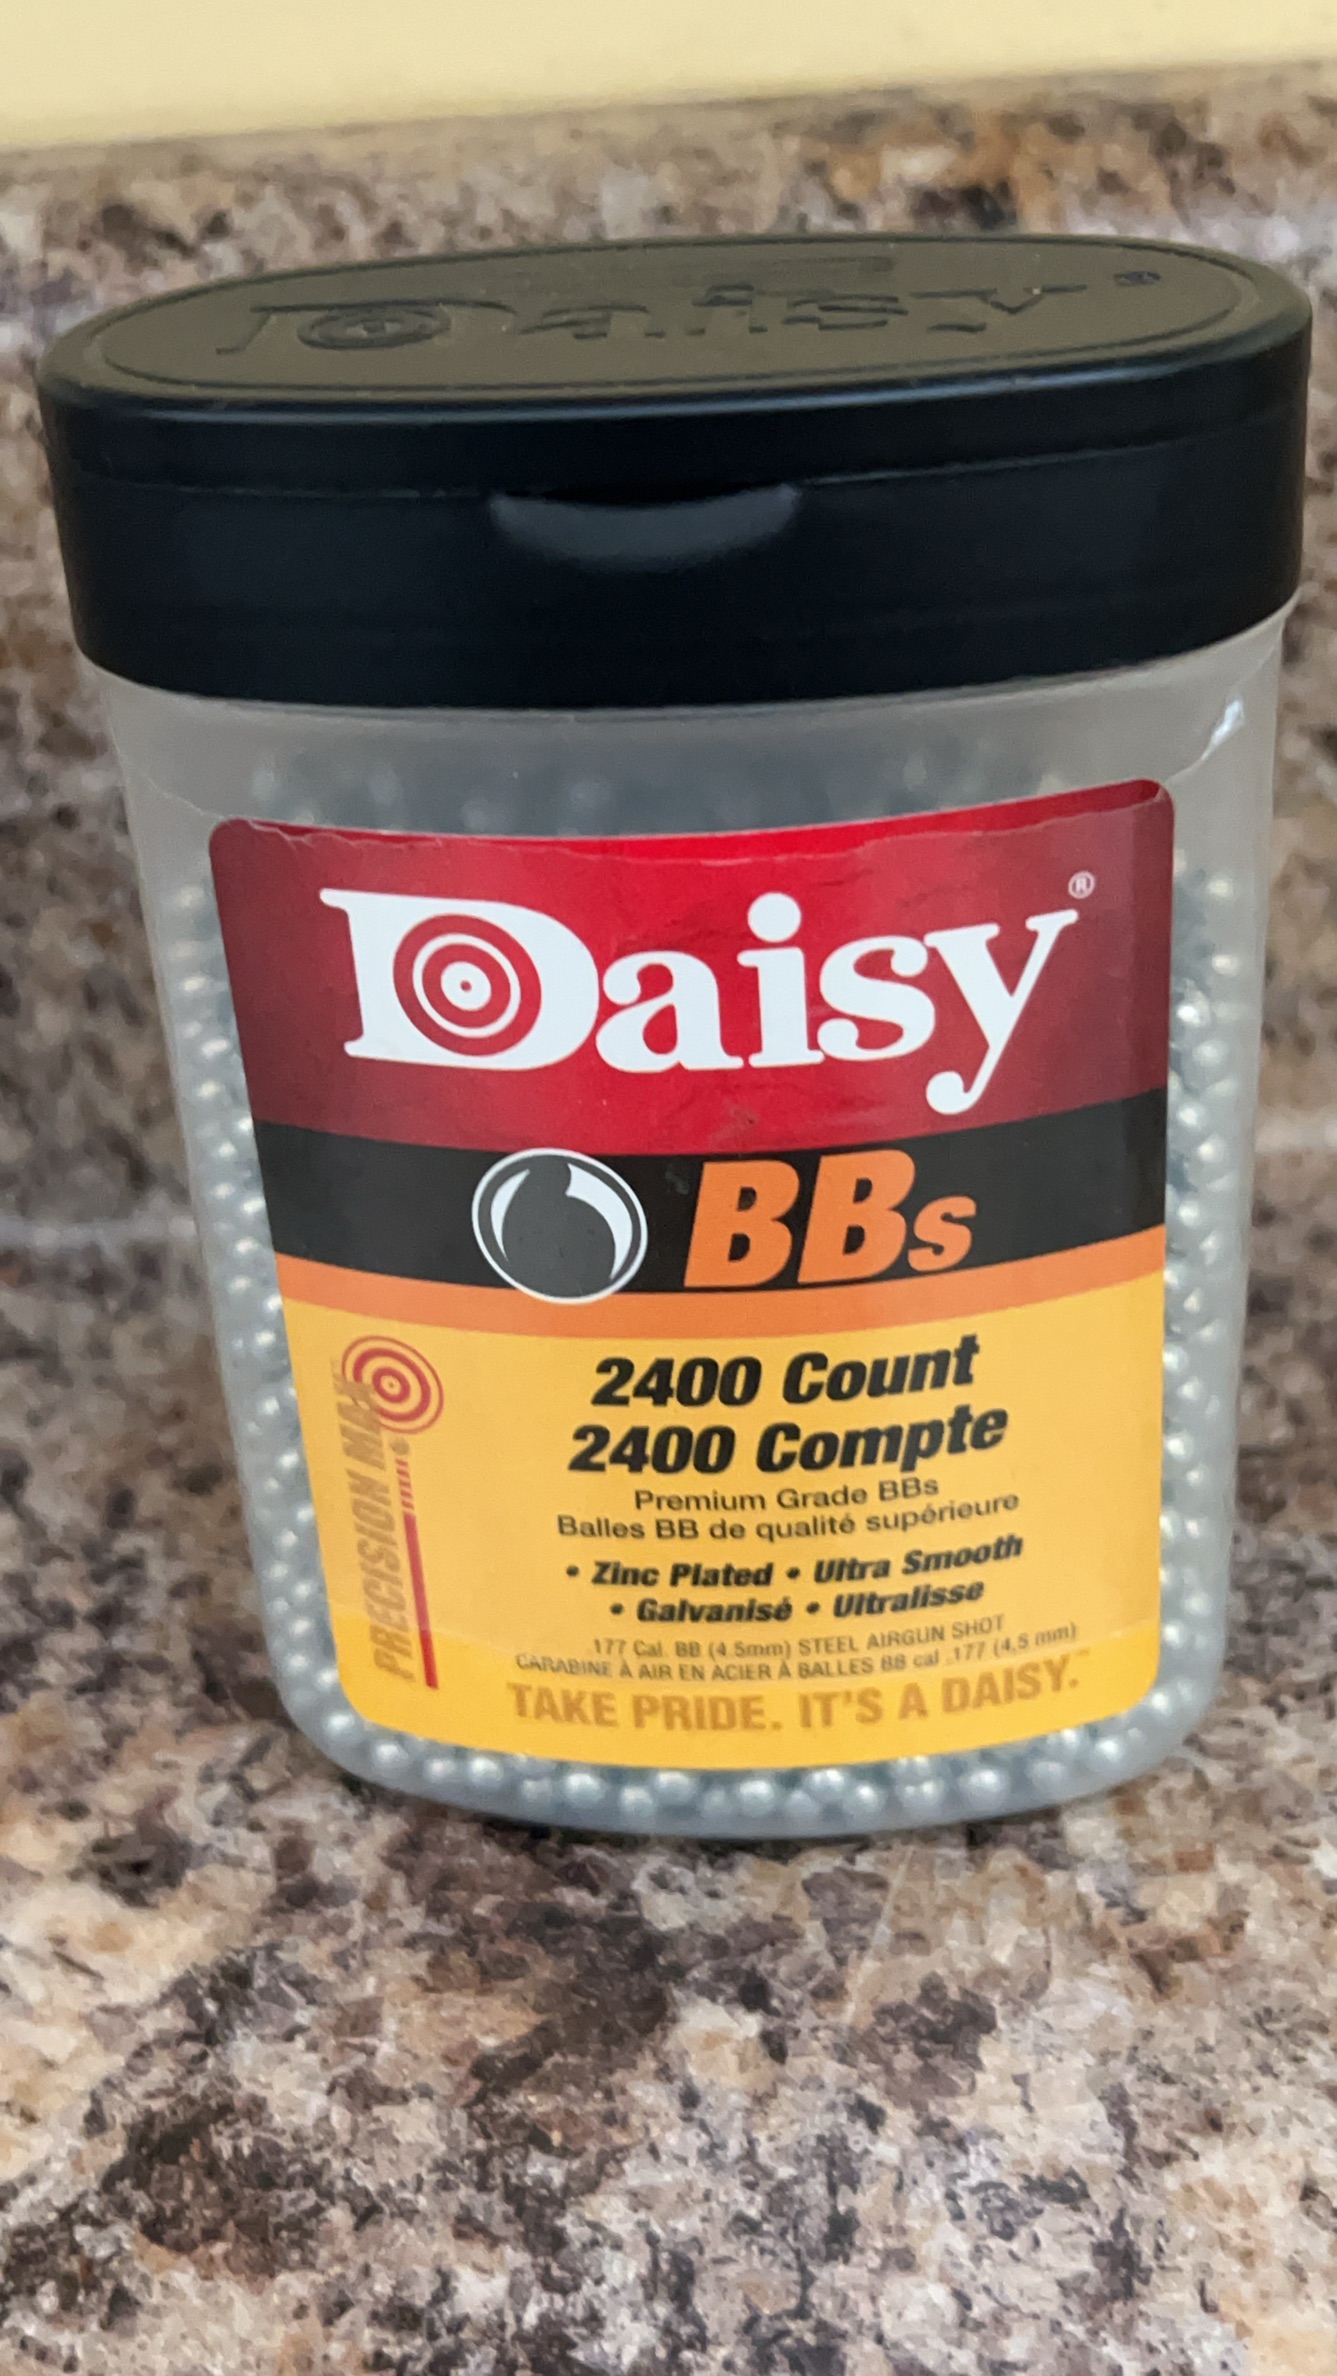 Daisy®
Daisy®
BBs
PRECISION MAX
2400 Count
2400 Compte
Premium Grade BBs
Balles BB de qualité supérieure
• Zinc Plated • Ultra Smooth
• Galvanisé • Ultralisse
.177 Cal. BB (4.5mm) STEEL AIRGUN SHOT
CARABINE À AIR EN ACIER À BALLES BB cal .177 (4,5 mm)
TAKE PRIDE. IT'S A DAISY.™